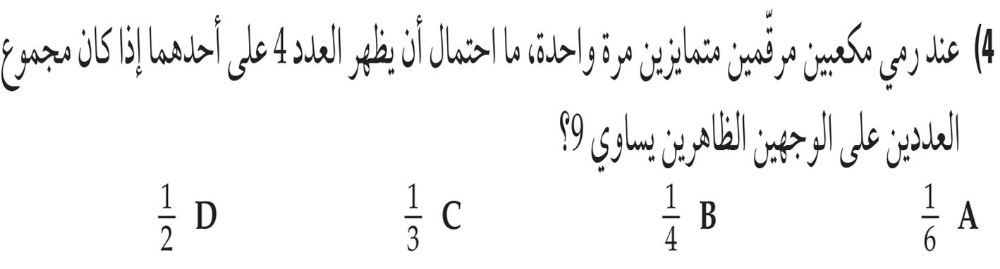 4) عند رمي مكعبين مرقّمين متمايزين مرة واحدة، ما احتمال أن يظهر العدد 4 على أحدهما إذا كان مجموع
العددين على الوجهين الظاهرين يساوي 9؟
A 1/6 B 1/4 C 1/3 D 1/2